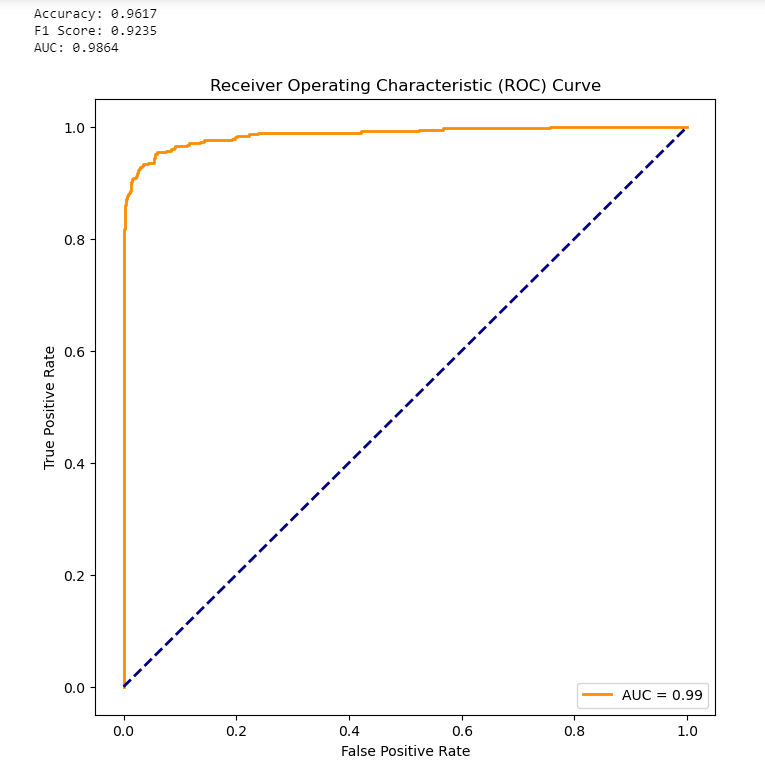 Accuracy: 0.9617
F1 Score: 0.9235
AUC: 0.9864
Receiver Operating Characteristic (ROC) Curve
True Positive Rate
1.0
0.8
0.6
0.4
0.2
0.0
AUC = 0.99
0.0 0.2 0.4 0.6 0.8 1.0
False Positive Rate